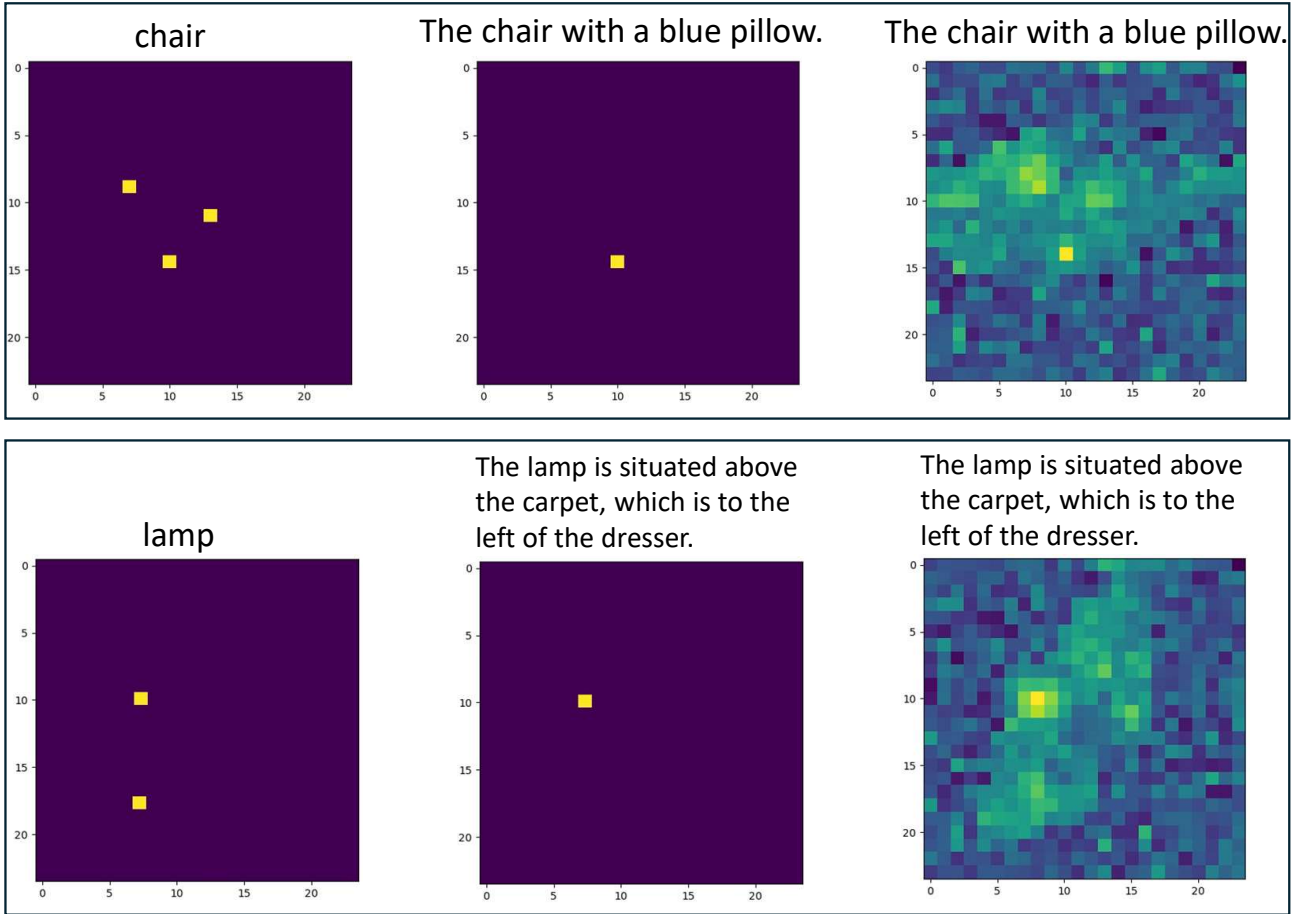 chair
The chair with a blue pillow.
The chair with a blue pillow.
0
5
10
15
20
0 5 10 15 20
0
5
10
15
20
0 5 10 15 20
0
5
10
15
20
0 5 10 15 20
lamp
The lamp is situated above
the carpet, which is to the
left of the dresser.
The lamp is situated above
the carpet, which is to the
left of the dresser.
0
5
10
15
20
0 5 10 15 20
0
5
10
15
20
0 5 10 15 20
0
5
10
15
20
0 5 10 15 20